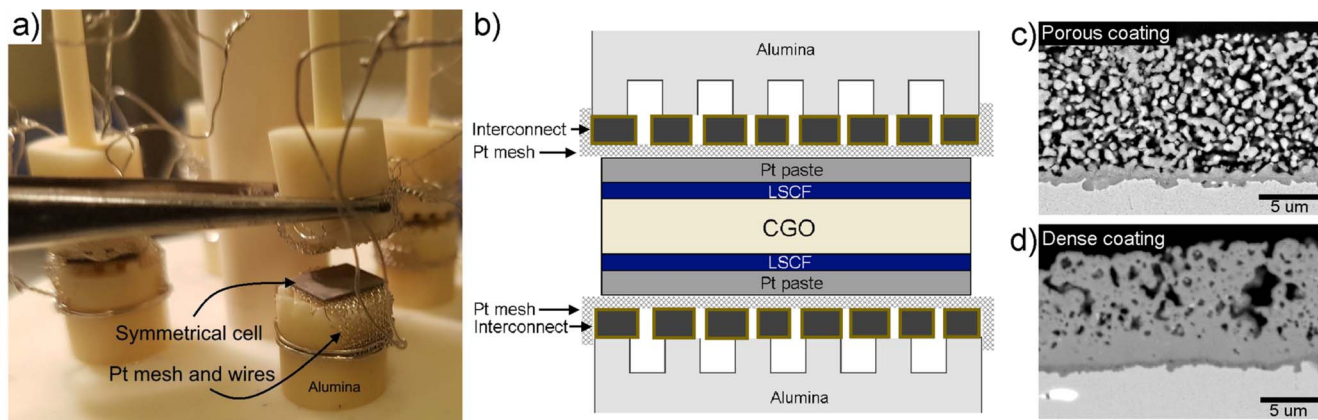 a)
Symmetrical cell
Pt mesh and wires
Alumina
b)
Alumina
Interconnect
Pt mesh
Pt paste
LSCF
CGO
LSCF
Pt paste
Pt mesh
Interconnect
Alumina
c)
Porous coating
5 um
d)
Dense coating
5 um